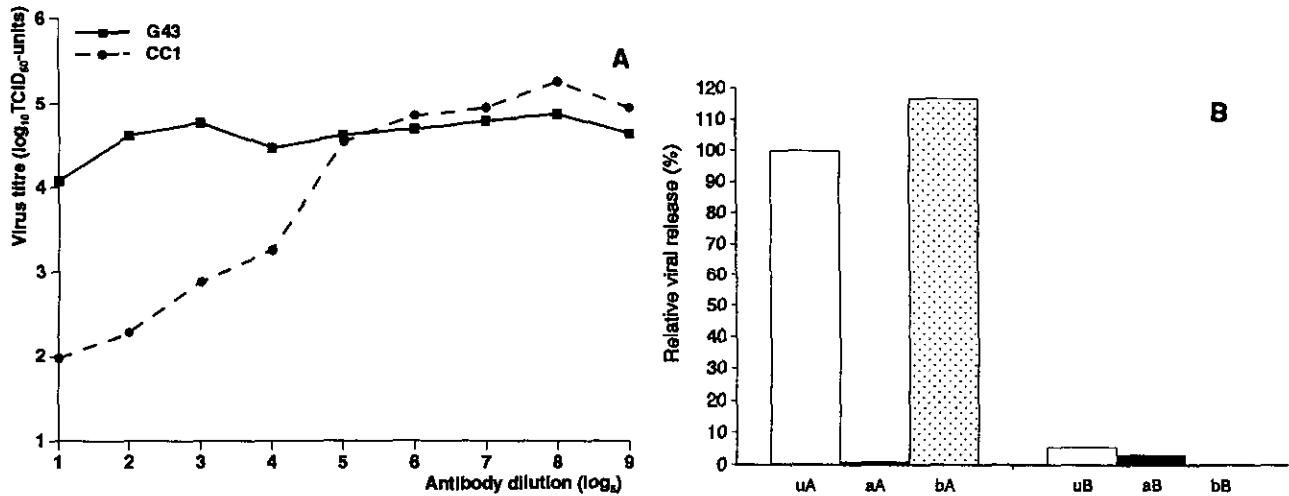 G43
CC1
A
Virus titre (log₁₀TCID₅₀-units)
6
5
4
3
2
1
1 2 3 4 5 6 7 8 9
Antibody dilution (log₅)
B
Relative viral release (%)
120
110
100
90
80
70
60
50
40
30
20
10
0
uA aA bA uB aB bB